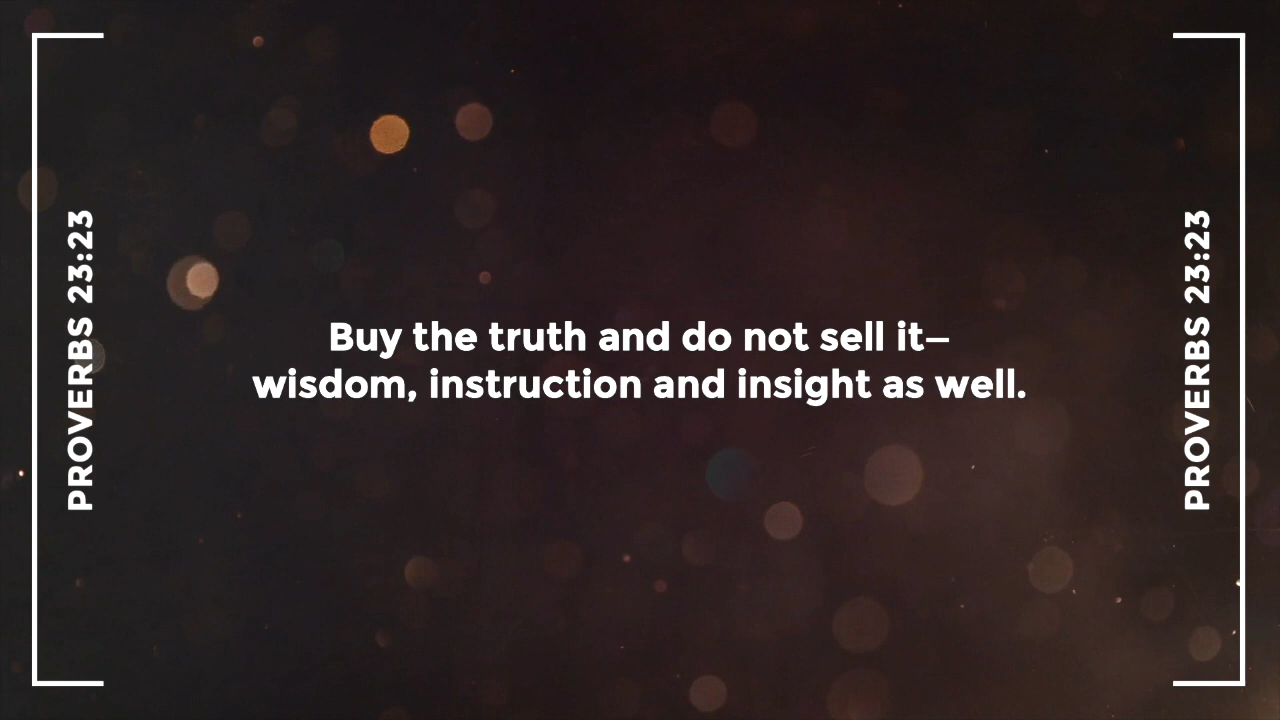 PROVERBS 23:23
Buy the truth and do not sell it—
wisdom, instruction and insight as well.
PROVERBS 23:23